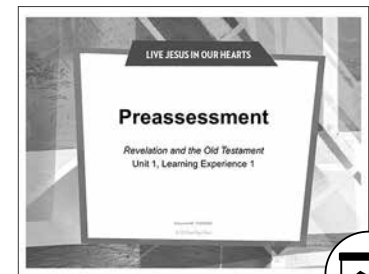 LIVE JESUS IN OUR HEARTS
Preassessment
Revelation and the Old Testament
Unit 1, Learning Experience 1